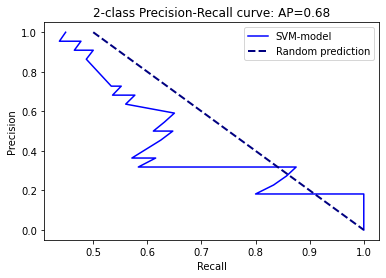 2-class Precision-Recall curve: AP=0.68
SVM-model
Random prediction
Precision
1.0
0.8
0.6
0.4
0.2
0.0
0.5
0.6
0.7
0.8
0.9
1.0
Recall